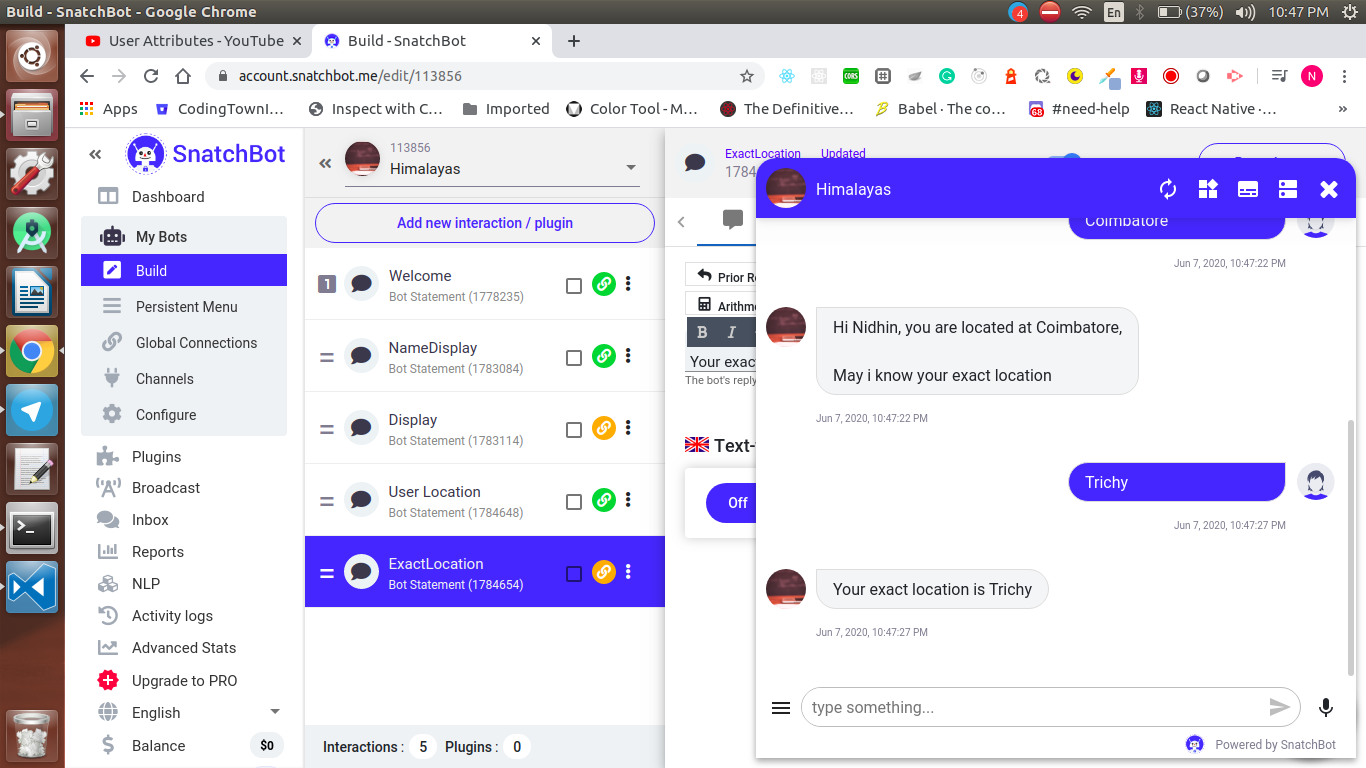 Build - SnatchBot - Google Chrome
4
En
(37%)
10:47 PM
User Attributes - YouTube
Build - SnatchBot
account.snatchbot.me/edit/113856
CORS
N
Apps
CodingTownI...
Inspect with C...
Imported
Color Tool - M...
The Definitive...
Babel · The co...
68
#need-help
React Native ·...
»
SnatchBot
Dashboard
My Bots
Build
Persistent Menu
Global Connections
Channels
Configure
Plugins
Broadcast
Inbox
Reports
NLP
Activity logs
Advanced Stats
Upgrade to PRO
English
Balance
$0
113856
Himalayas
Add new interaction / plugin
1
Welcome
Bot Statement (1778235)
NameDisplay
Bot Statement (1783084)
Display
Bot Statement (1783114)
User Location
Bot Statement (1784648)
ExactLocation
Bot Statement (1784654)
Interactions :
5
Plugins :
0
ExactLocation
Updated
1784
Prior Re
Arithm
B
I
Your exac
The bot's reply
Text-
Off
Himalayas
Coimbatore
Jun 7, 2020, 10:47:22 PM
Hi Nidhin, you are located at Coimbatore,
May i know your exact location
Jun 7, 2020, 10:47:22 PM
Trichy
Jun 7, 2020, 10:47:27 PM
Your exact location is Trichy
Jun 7, 2020, 10:47:27 PM
type something...
Powered by SnatchBot